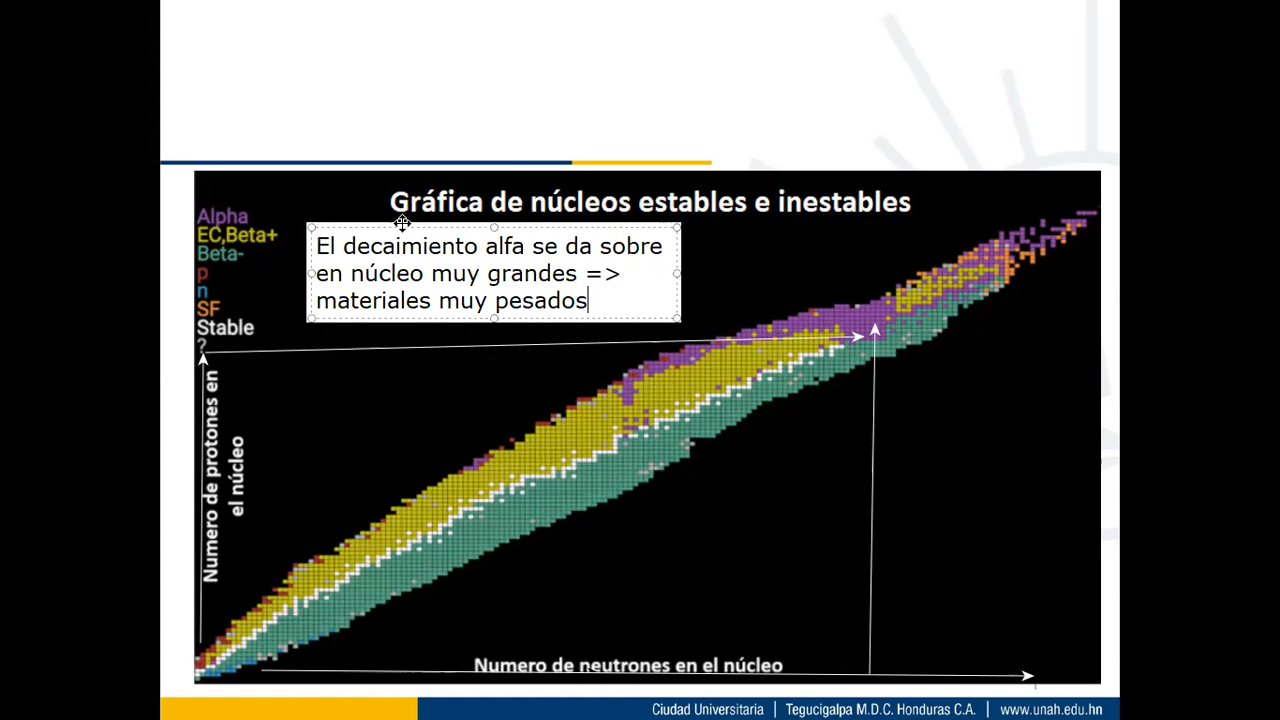 Gráfica de núcleos estables e inestables
Alpha
EC,Beta+
Beta-
p
n
SF
Stable
?
El decaimiento alfa se da sobre
en núcleo muy grandes =>
materiales muy pesados
Numero de protones en
el núcleo
Numero de neutrones en el núcleo
Ciudad Universitaria | Tegucigalpa M.D.C. Honduras C.A. | www.unah.edu.hn